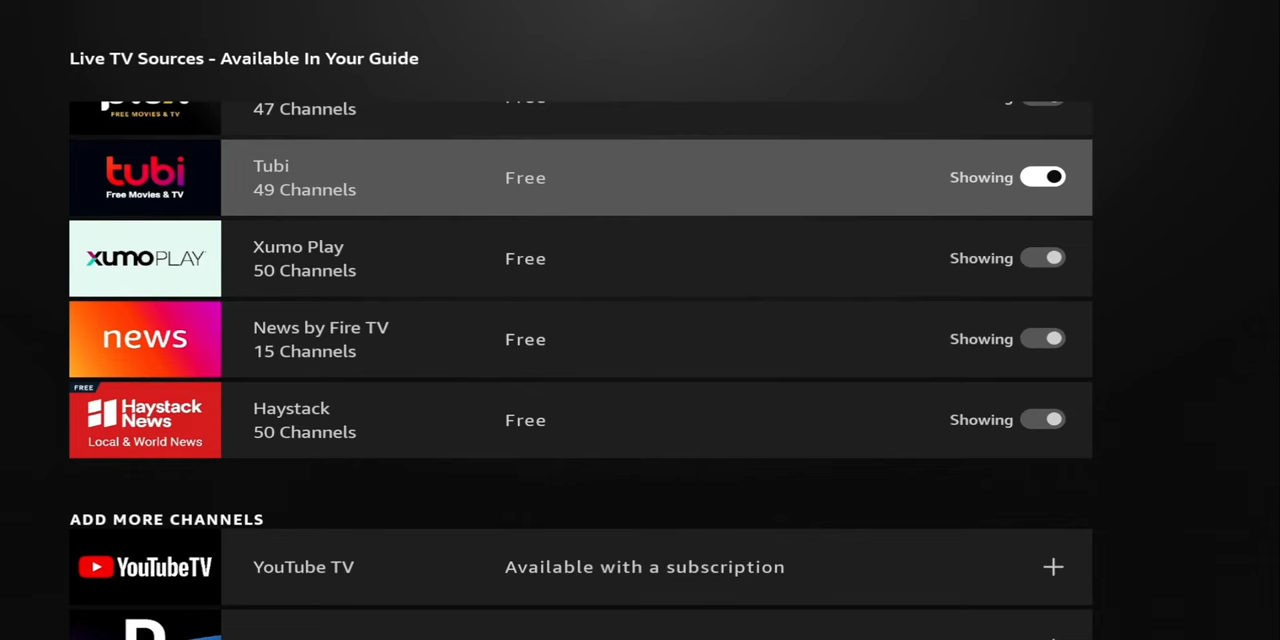 Live TV Sources - Available In Your Guide
FREE MOVIES & TV
47 Channels
tubi
Free Movies & TV
Tubi
49 Channels
Free
Showing
xumo PLAY
Xumo Play
50 Channels
Free
Showing
news
News by Fire TV
15 Channels
Free
Showing
FREE
Haystack
News
Local & World News
Haystack
50 Channels
Free
Showing
ADD MORE CHANNELS
YouTubeTV
YouTube TV
Available with a subscription